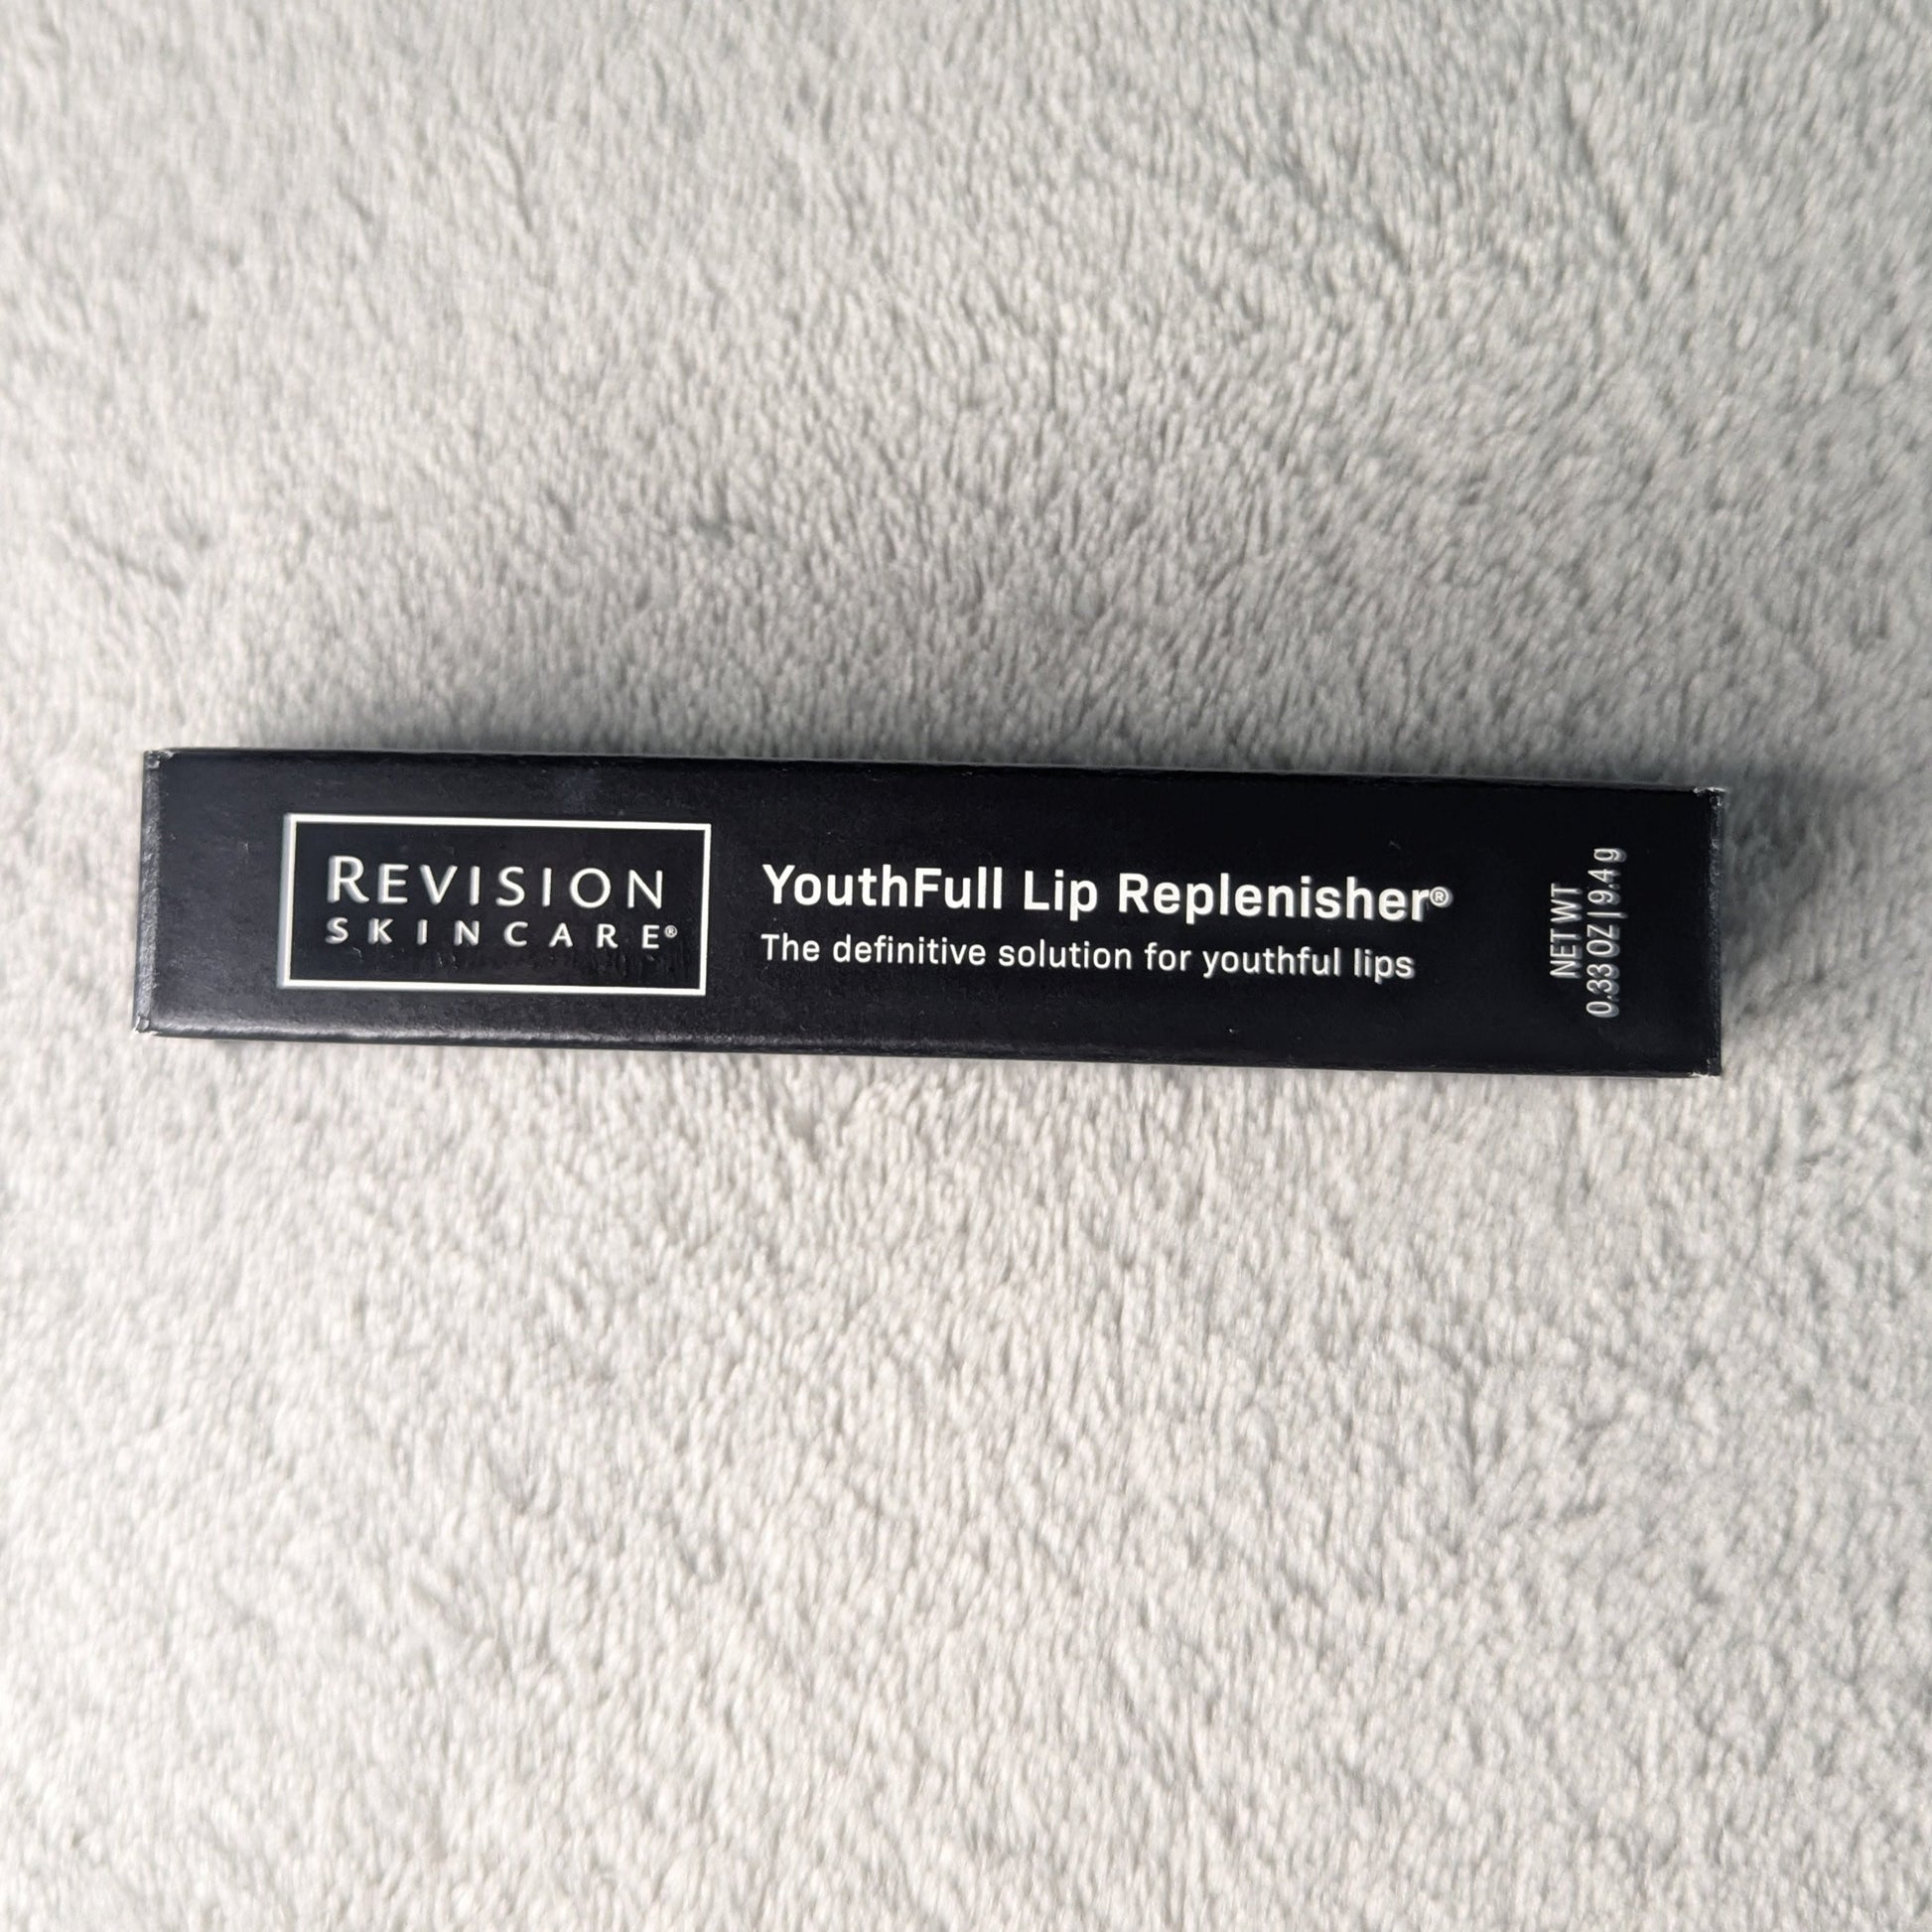 REVISION
SKINCARE®
YouthFull Lip Replenisher®
The definitive solution for youthful lips
NET WT
0.33 OZ | 9.4 g